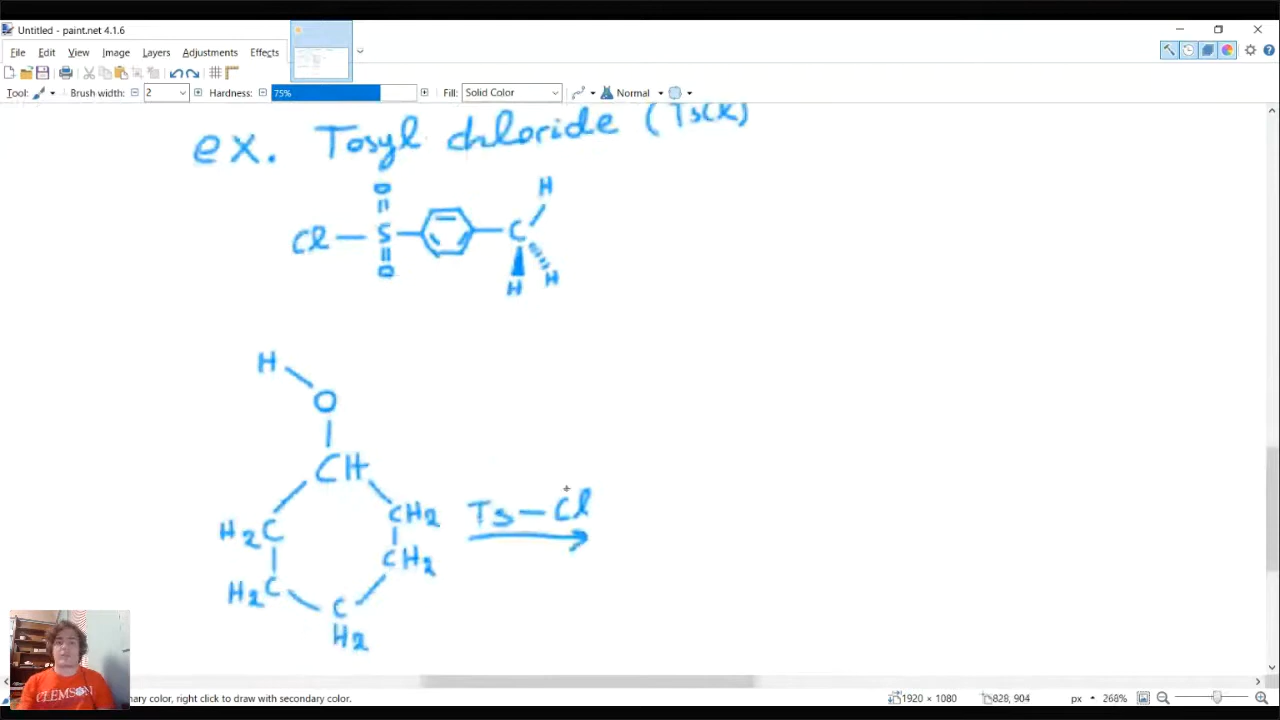 Untitled - paint.net 4.1.6
File Edit View Image Layers Adjustments Effects
Tool: Brush width: 2 Hardness: 75% Fill: Solid Color Normal
ex. Tosyl chloride (TsCl)
O
Cl S C H
O
H H
H
O
CH
H2C CH2
Ts-Cl
CH2
H2C
C
H2
CLEMSON
nary color, right click to draw with secondary color. 1920 × 1080 828, 904 px 268%